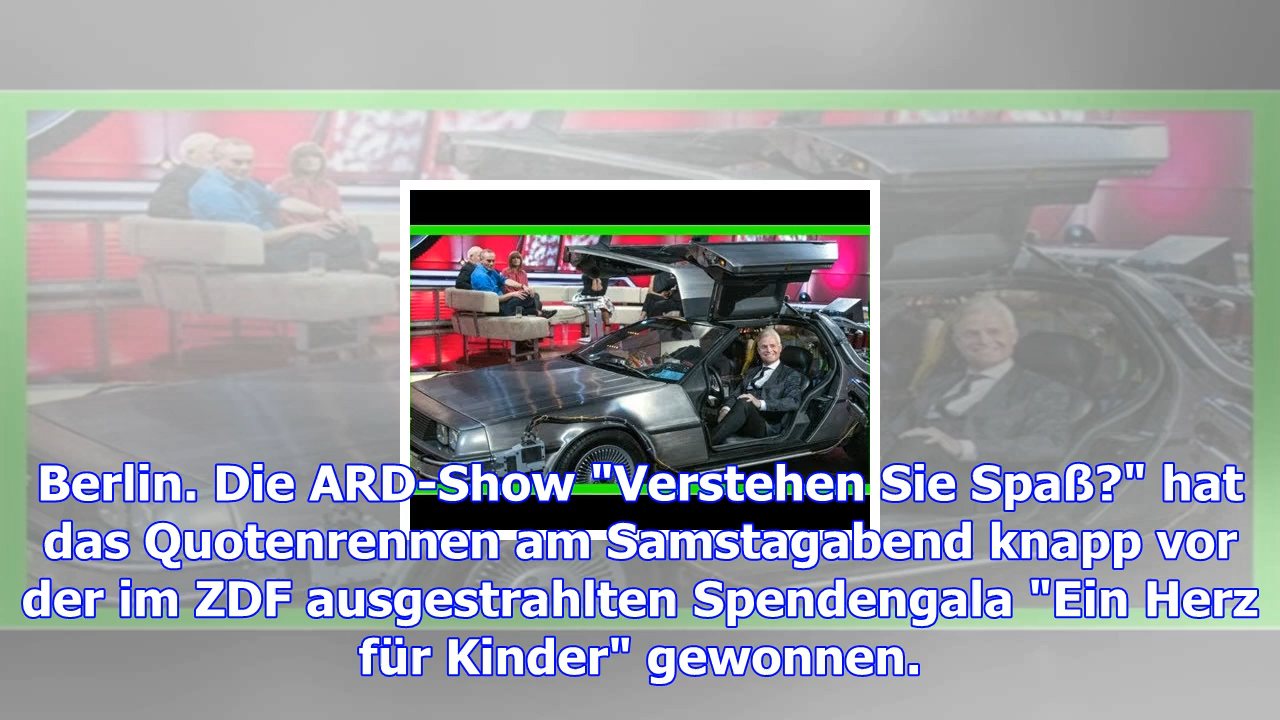 Berlin. Die ARD-Show "Verstehen Sie Spaß?" hat
das Quotenrennen am Samstagabend knapp vor
der im ZDF ausgestrahlten Spendengala "Ein Herz
für Kinder" gewonnen.